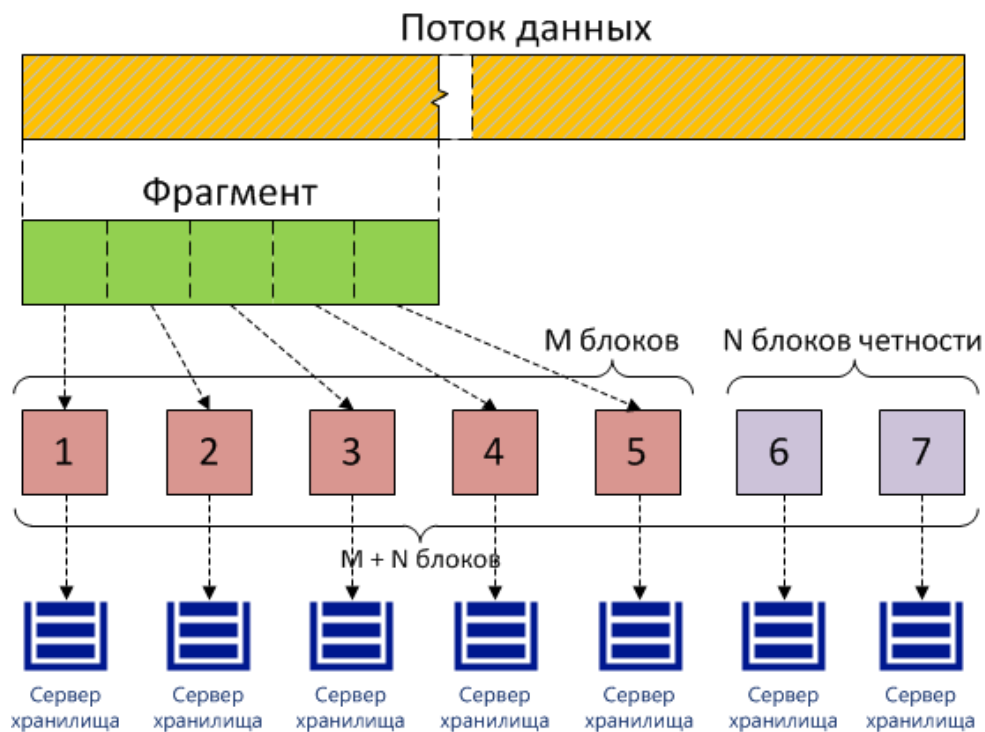 Поток данных
Фрагмент
M блоков
N блоков четности
1
2
3
4
5
6
7
M + N блоков
Сервер
хранилища
Сервер
хранилища
Сервер
хранилища
Сервер
хранилища
Сервер
хранилища
Сервер
хранилища
Сервер
хранилища